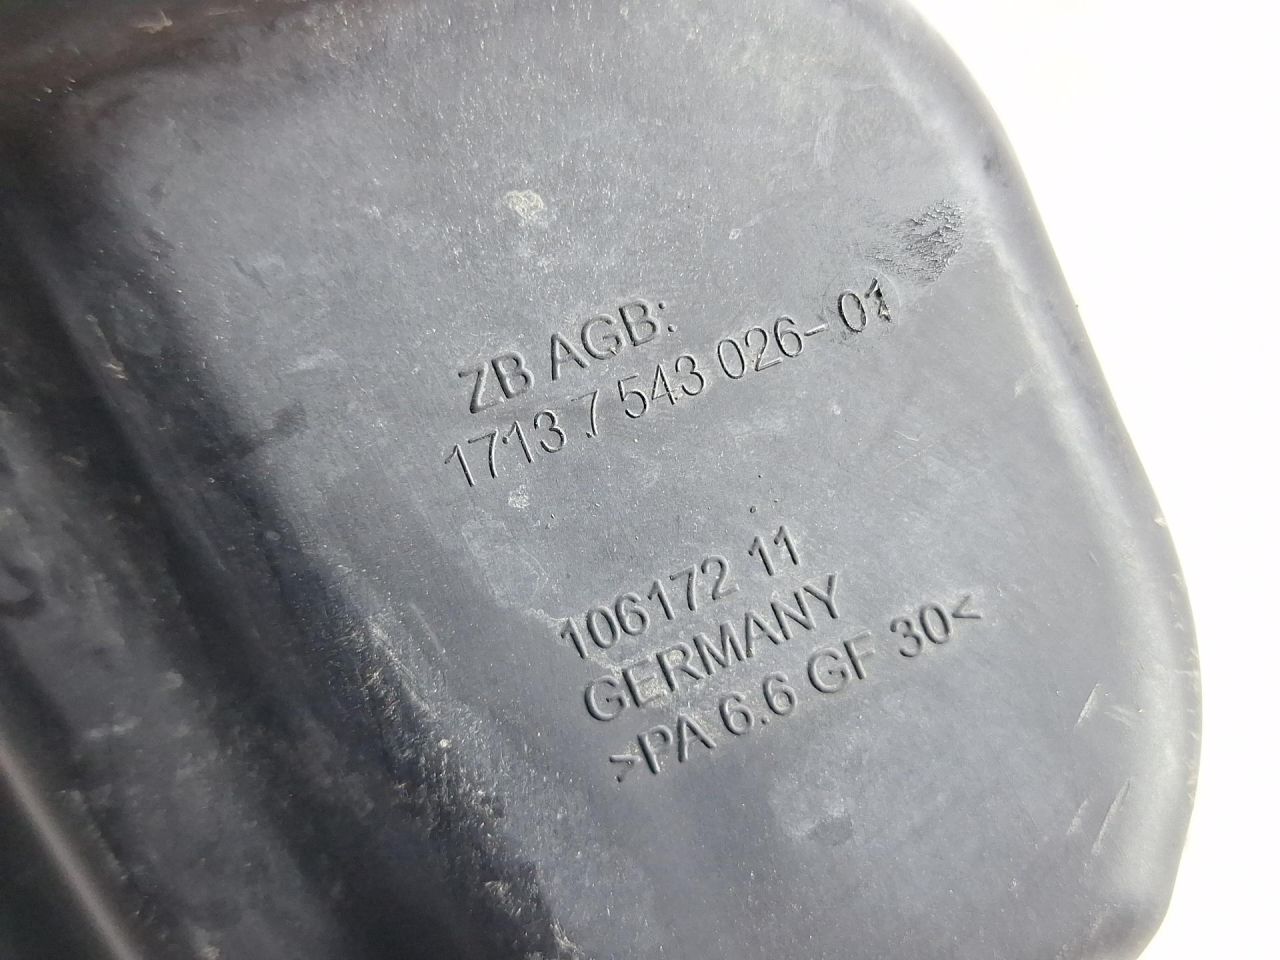 ZB AGB:
1713 7 543 026-01
106172 11
GERMANY
>PA 6.6 GF 30<